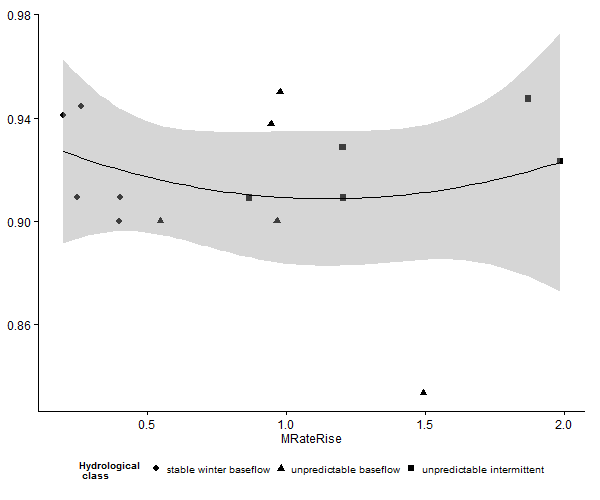 0.98
0.94
0.90
0.86
0.5 1.0 1.5 2.0
MRateRise
Hydrological
class
stable winter baseflow unpredictable baseflow unpredictable intermittent